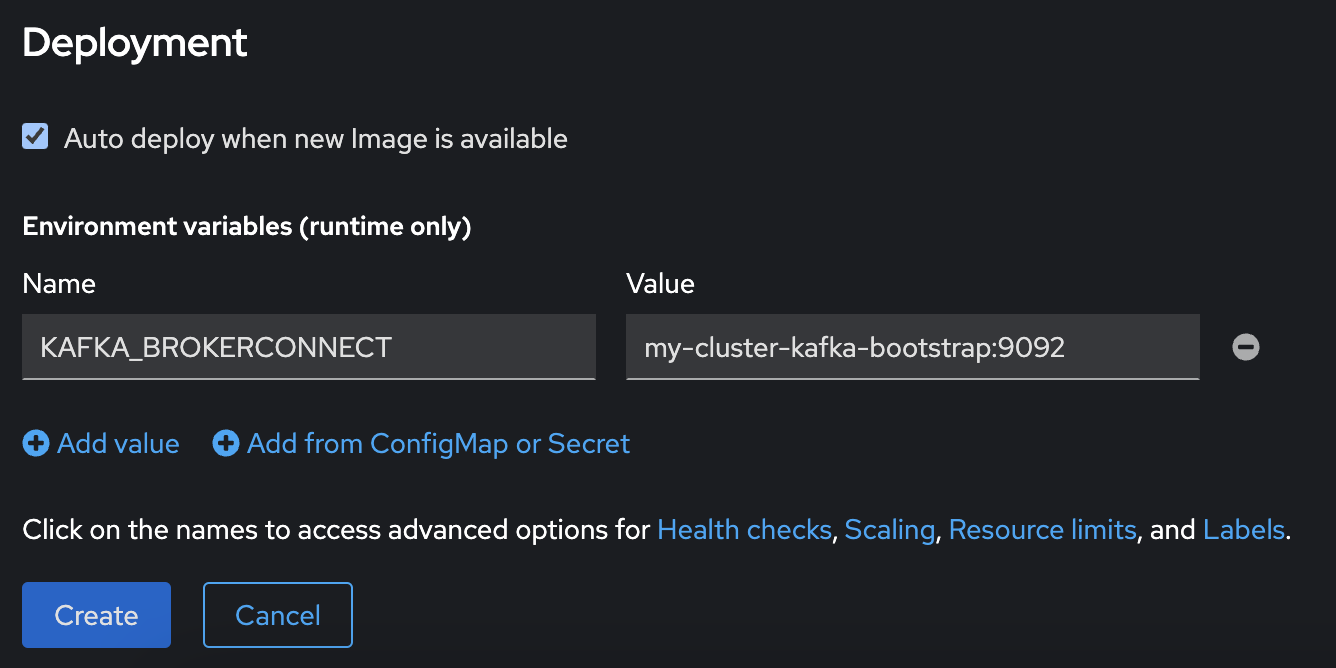 Deployment
Auto deploy when new Image is available
Environment variables (runtime only)
Name
Value
KAFKA_BROKERCONNECT
my-cluster-kafka-bootstrap:9092
Add value
Add from ConfigMap or Secret
Click on the names to access advanced options for Health checks, Scaling, Resource limits, and Labels.
Create
Cancel